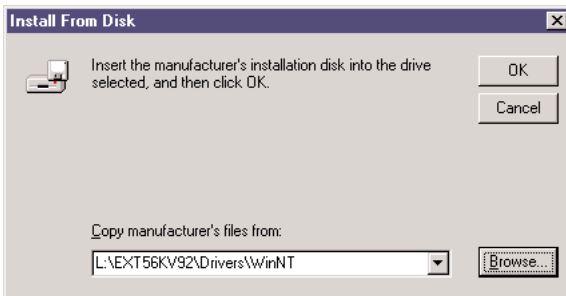 Install From Disk
Insert the manufacturer's installation disk into the drive
selected, and then click OK.
OK
Cancel
Copy manufacturer's files from:
L:\EXT56KV92\Drivers\WinNT
Browse...